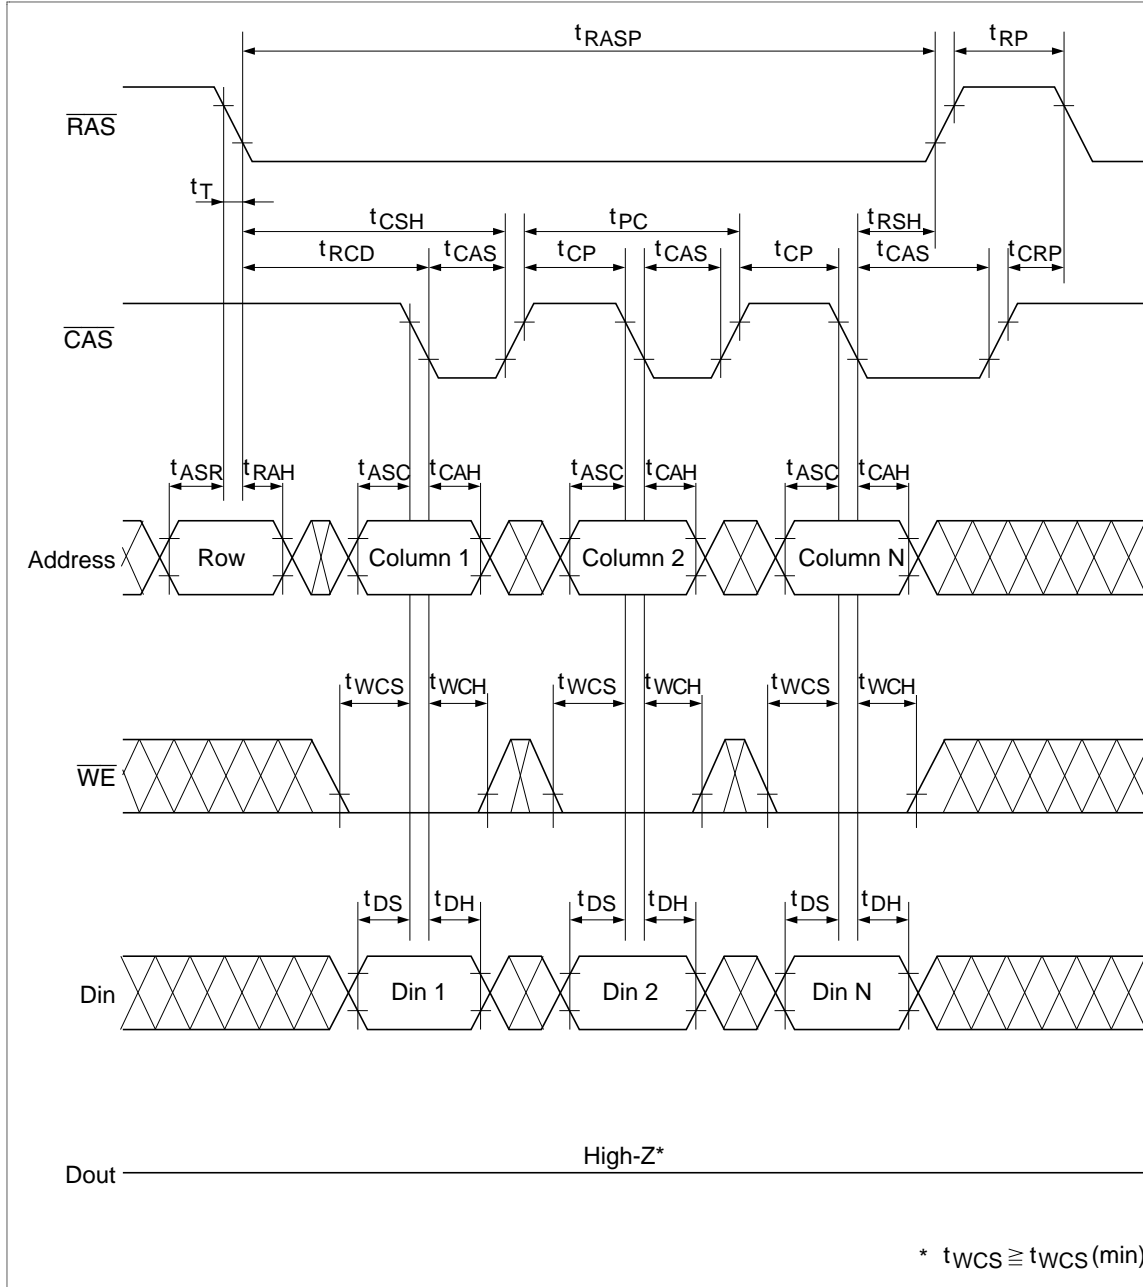 tRASP tRP
RAS
tT
tCSH tPC tRSH
tRCD tCAS tCP tCAS tCP tCAS tCRP
CAS
tASR tRAH tASC tCAH tASC tCAH tASC tCAH
Address Row Column 1 Column 2 Column N
tWCS tWCH tWCS tWCH tWCS tWCH
WE
tDS tDH tDS tDH tDS tDH
Din Din 1 Din 2 Din N
High-Z*
Dout
* tWCS ≧ tWCS (min)